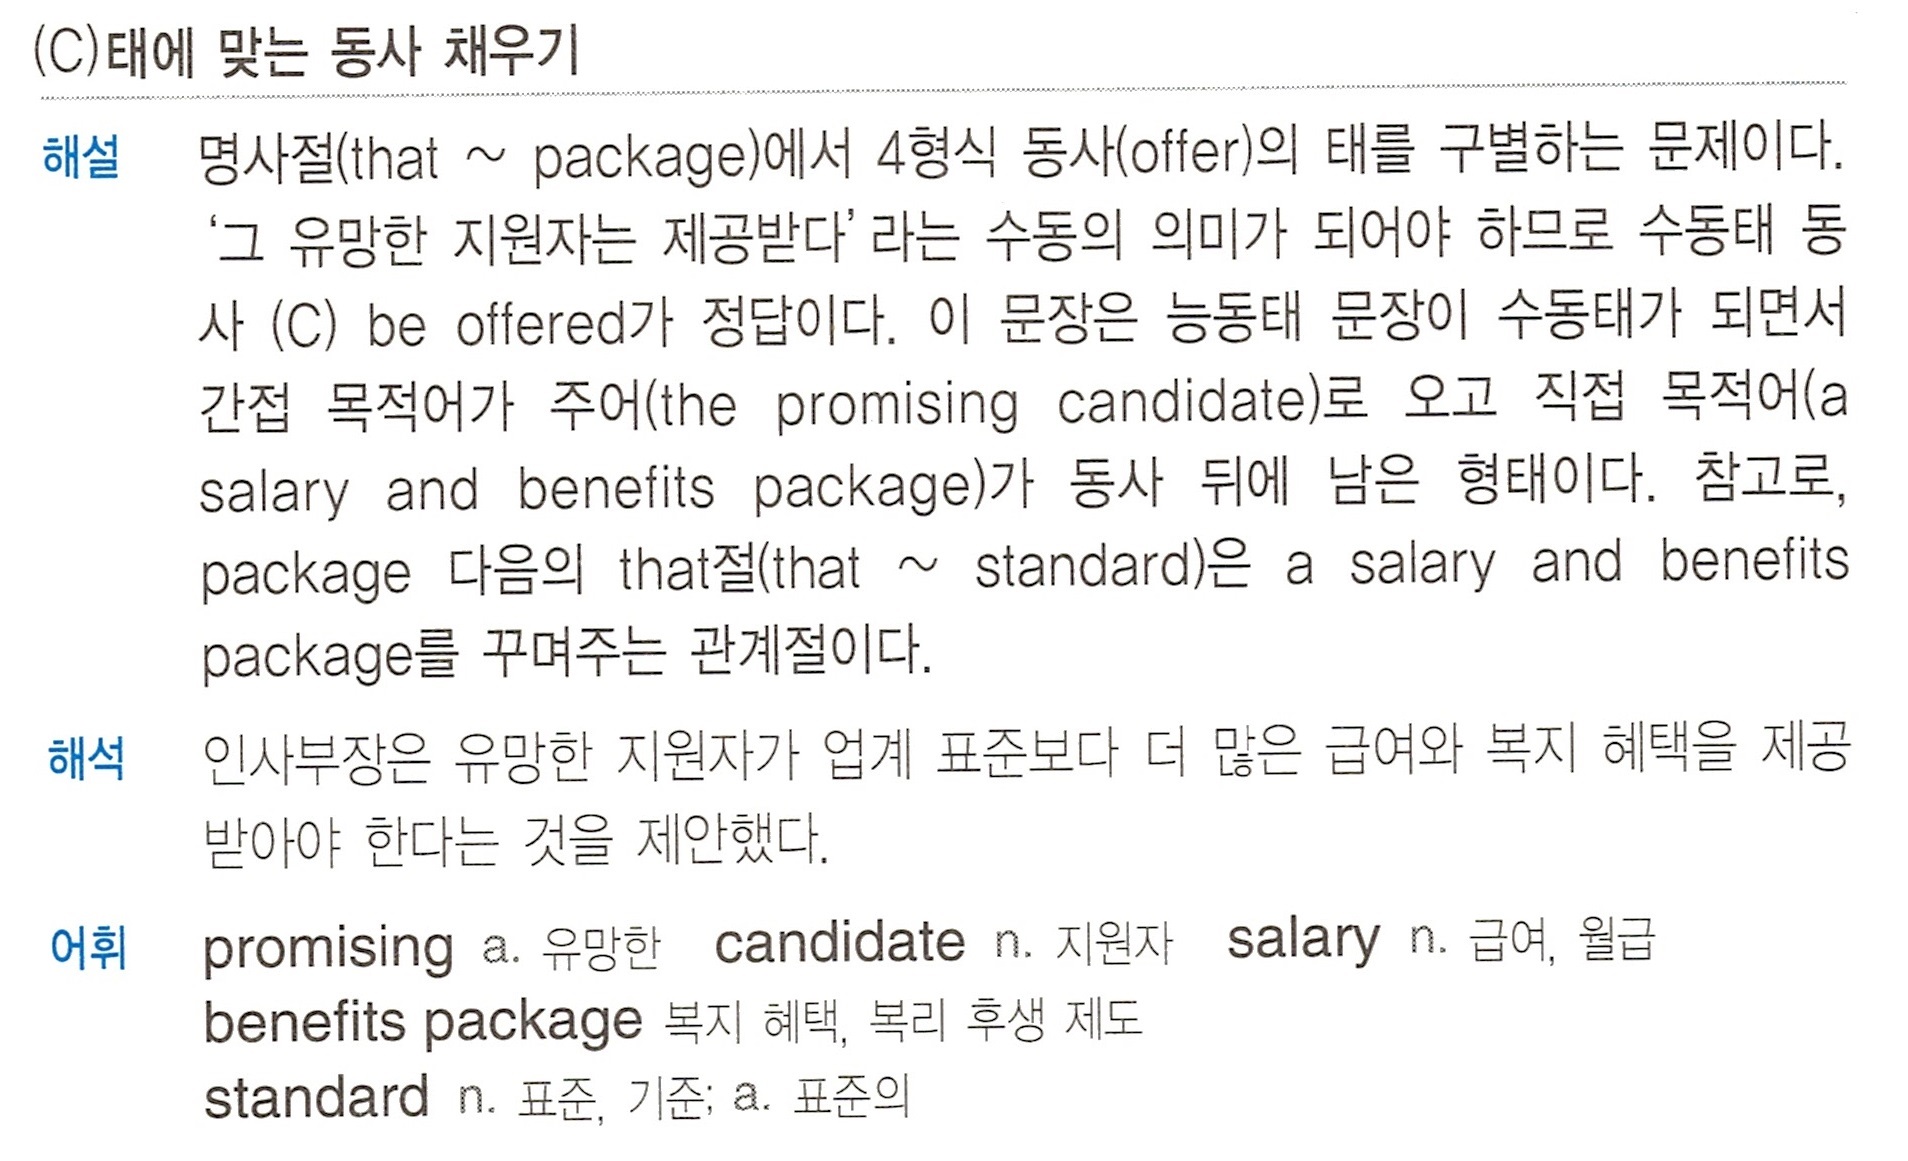 (C) 태에 맞는 동사 채우기
해설 명사절(that ~ package)에서 4형식 동사(offer)의 태를 구별하는 문제이다.
‘그 유망한 지원자는 제공받다’라는 수동의 의미가 되어야 하므로 수동태 동
사 (C) be offered가 정답이다. 이 문장은 능동태 문장이 수동태가 되면서
간접 목적어가 주어(the promising candidate)로 오고 직접 목적어(a
salary and benefits package)가 동사 뒤에 남은 형태이다. 참고로,
package 다음의 that절(that ~ standard)은 a salary and benefits
package를 꾸며주는 관계절이다.
해석 인사부장은 유망한 지원자가 업계 표준보다 더 많은 급여와 복지 혜택을 제공
받아야 한다는 것을 제안했다.
어휘 promising a. 유망한 candidate n. 지원자 salary n. 급여, 월급
benefits package 복지 혜택, 복리 후생 제도
standard n. 표준, 기준; a. 표준의